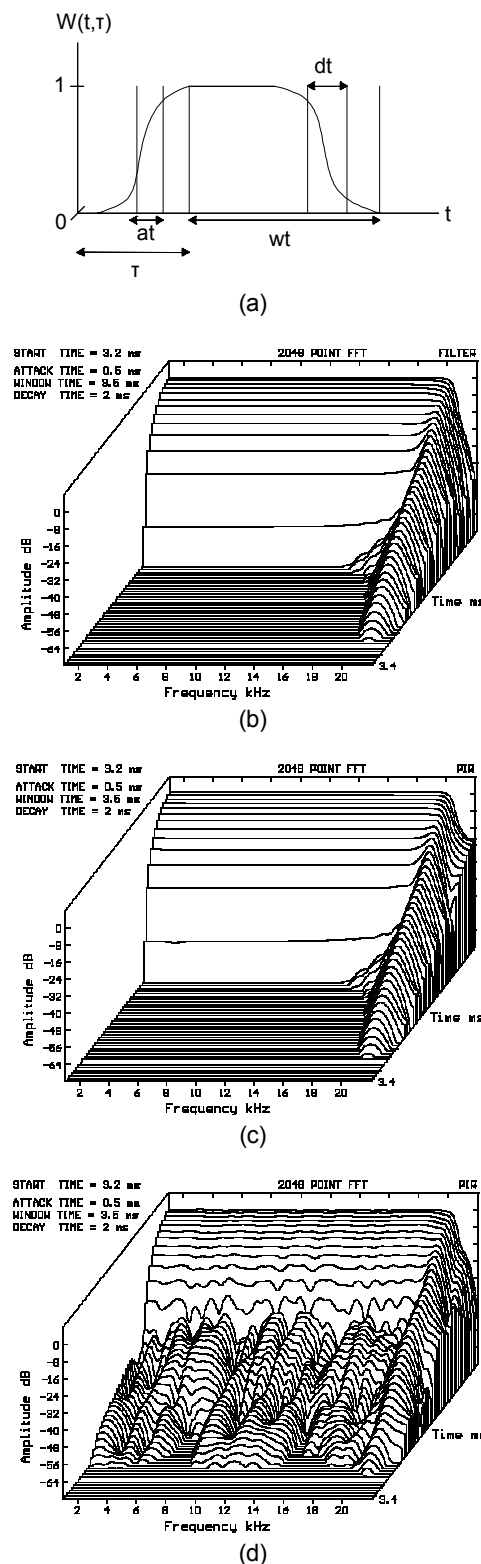 W(t,τ)
dt
1
0
at
wt
t
τ
(a)
START TIME = 3.2 ms 2048 POINT FFT FILTER
ATTACK TIME = 0.5 ms
WINDOW TIME = 3.5 ms
DECAY TIME = 2 ms
0
-8
-16
-24
-32
-40
-48
-56
-64
Amplitude dB
Time ms
3.4
2 4 6 8 10 12 14 16 18 20
Frequency kHz
(b)
START TIME = 3.2 ms 2048 POINT FFT PIR
ATTACK TIME = 0.5 ms
WINDOW TIME = 3.5 ms
DECAY TIME = 2 ms
0
-8
-16
-24
-32
-40
-48
-56
-64
Amplitude dB
Time ms
3.4
2 4 6 8 10 12 14 16 18 20
Frequency kHz
(c)
START TIME = 3.2 ms 2048 POINT FFT PIR
ATTACK TIME = 0.5 ms
WINDOW TIME = 3.5 ms
DECAY TIME = 2 ms
0
-8
-16
-24
-32
-40
-48
-56
-64
Amplitude dB
Time ms
3.4
2 4 6 8 10 12 14 16 18 20
Frequency kHz
(d)